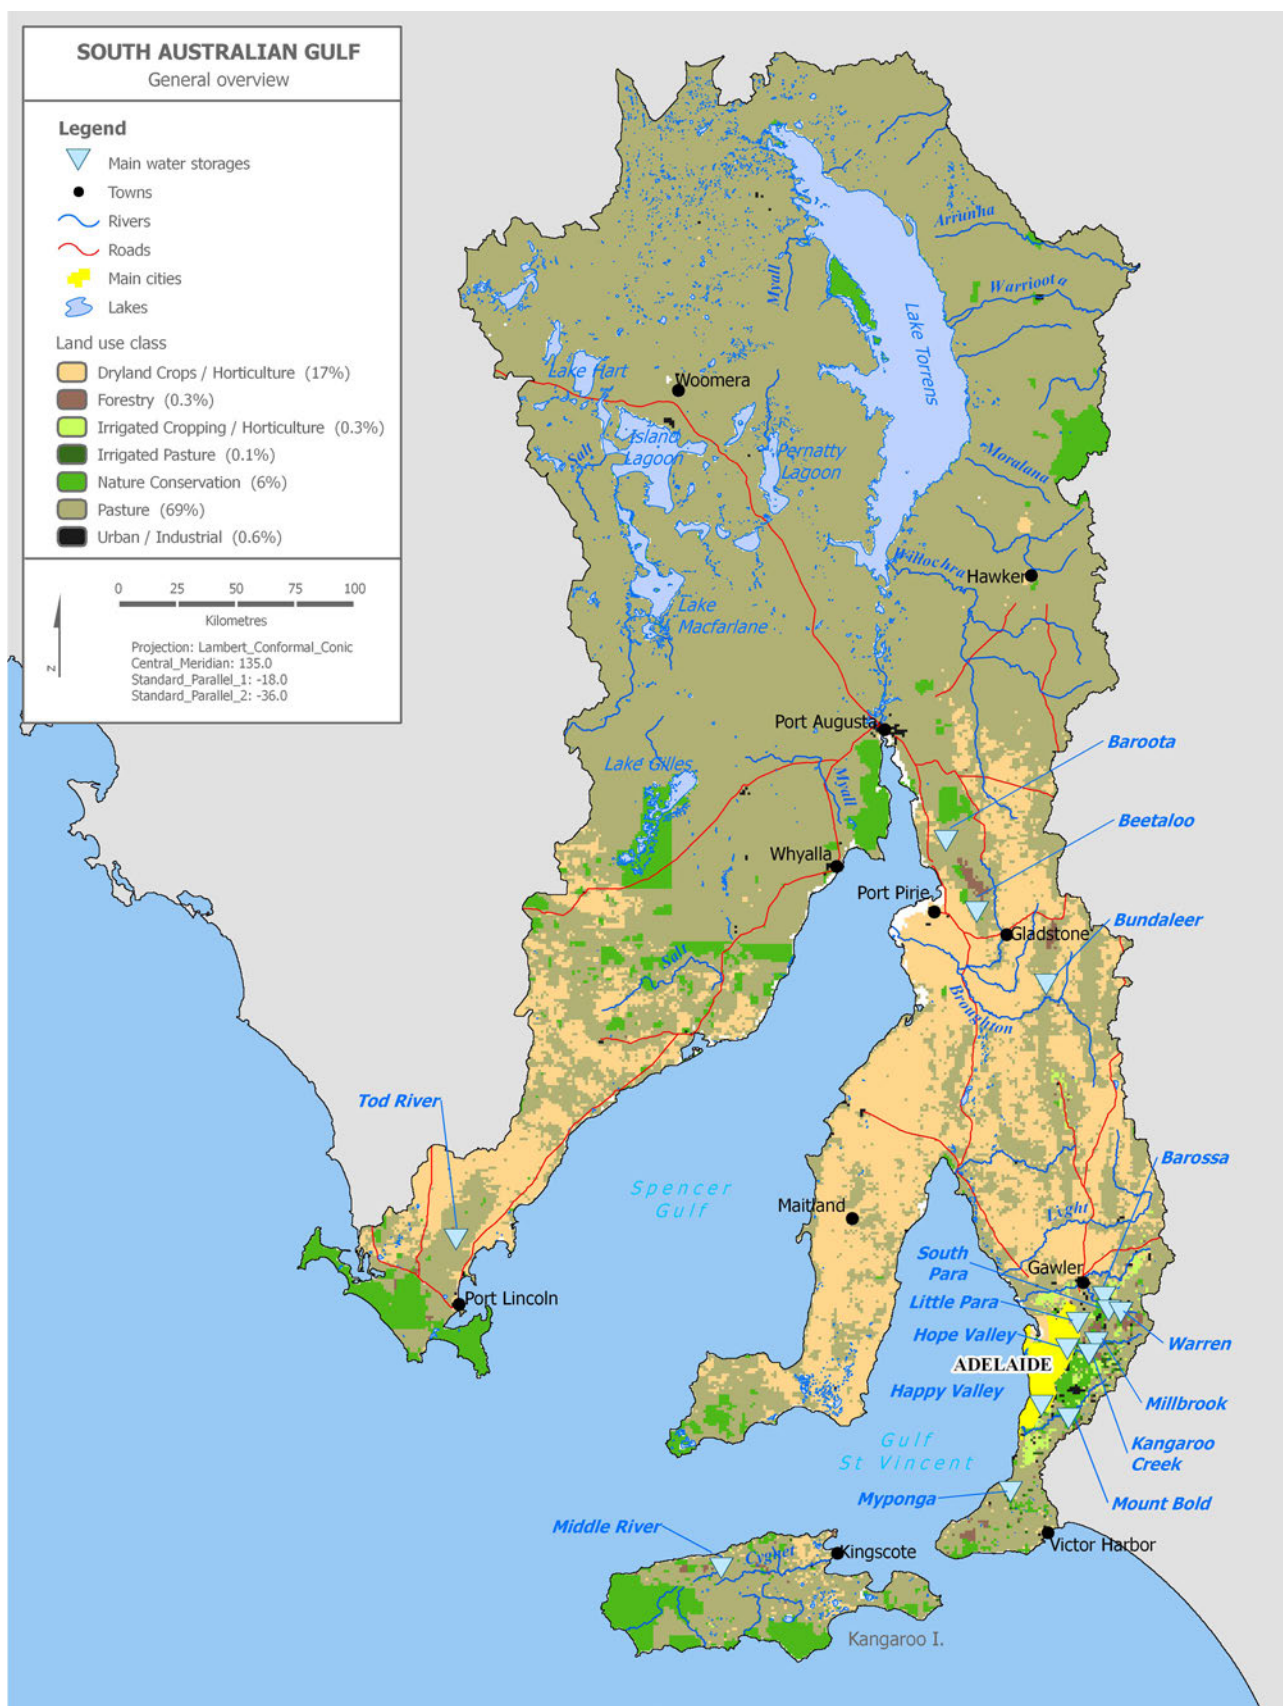 SOUTH AUSTRALIAN GULF
General overview
Legend
Main water storages
Towns
Rivers
Roads
Main cities
Lakes
Land use class
Dryland Crops / Horticulture (17%)
Forestry (0.3%)
Irrigated Cropping / Horticulture (0.3%)
Irrigated Pasture (0.1%)
Nature Conservation (6%)
Pasture (69%)
Urban / Industrial (0.6%)
0 25 50 75 100
Kilometres
N
Projection: Lambert_Conformal_Conic
Central_Meridian: 135.0
Standard_Parallel_1: -18.0
Standard_Parallel_2: -36.0
Arrunha
Myall
Warrioota
Lake Torrens
Lake Hart
Woomera
Island
Lagoon
Salt
Pernatty
Lagoon
Moralana
Willochra
Hawker
Lake
Macfarlane
Port Augusta
Baroota
Lake Gilles
Myall
Beetaloo
Whyalla
Port Pirie
Bundaleer
Gladstone
Salt
Broughton
Tod River
Barossa
Spencer
Gulf
Maitland
Light
South
Para
Gawler
Port Lincoln
Little Para
Hope Valley
Warren
ADELAIDE
Happy Valley
Millbrook
Gulf
St Vincent
Kangaroo
Creek
Myponga
Mount Bold
Middle River
Victor Harbor
Cygnet
Kingscote
Kangaroo I.